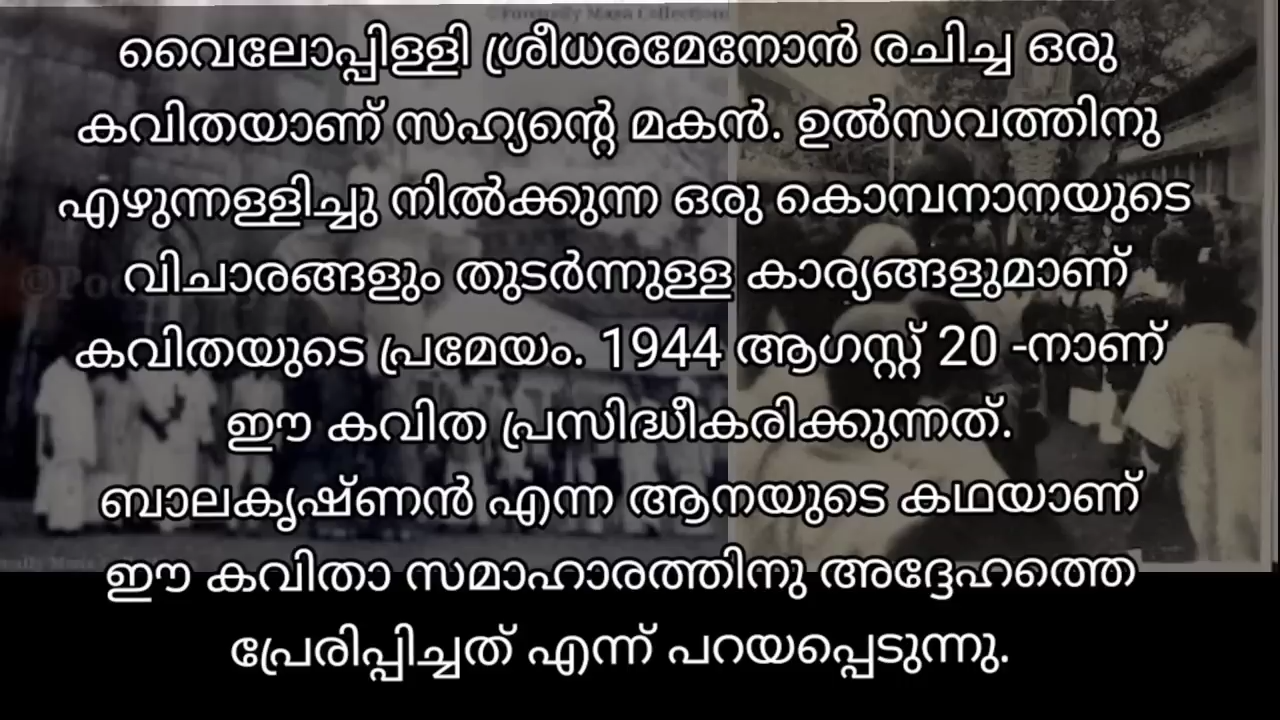 വൈലോപ്പിള്ളി ശ്രീധരമേനോൻ രചിച്ച ഒരു
കവിതയാണ് സഹ്യന്റെ മകൻ. ഉൽസവത്തിനു
എഴുന്നള്ളിച്ചു നിൽക്കുന്ന ഒരു കൊമ്പനാനയുടെ
വിചാരങ്ങളും തുടർന്നുള്ള കാര്യങ്ങളുമാണ്
കവിതയുടെ പ്രമേയം. 1944 ആഗസ്റ്റ് 20 -നാണ്
ഈ കവിത പ്രസിദ്ധീകരിക്കുന്നത്.
ബാലകൃഷ്ണൻ എന്ന ആനയുടെ കഥയാണ്
ഈ കവിതാ സമാഹാരത്തിനു അദ്ദേഹത്തെ
പ്രേരിപ്പിച്ചത് എന്ന് പറയപ്പെടുന്നു.